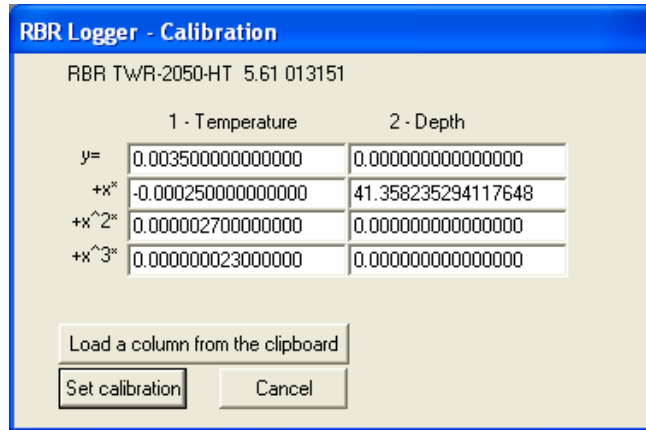 RBR Logger - Calibration
RBR TWR-2050-HT 5.61 013151
1 - Temperature 2 - Depth
y= 0.003500000000000 0.000000000000000
+x* -0.000250000000000 41.358235294117648
+x^2* 0.000002700000000 0.000000000000000
+x^3* 0.000000023000000 0.000000000000000
Load a column from the clipboard
Set calibration Cancel